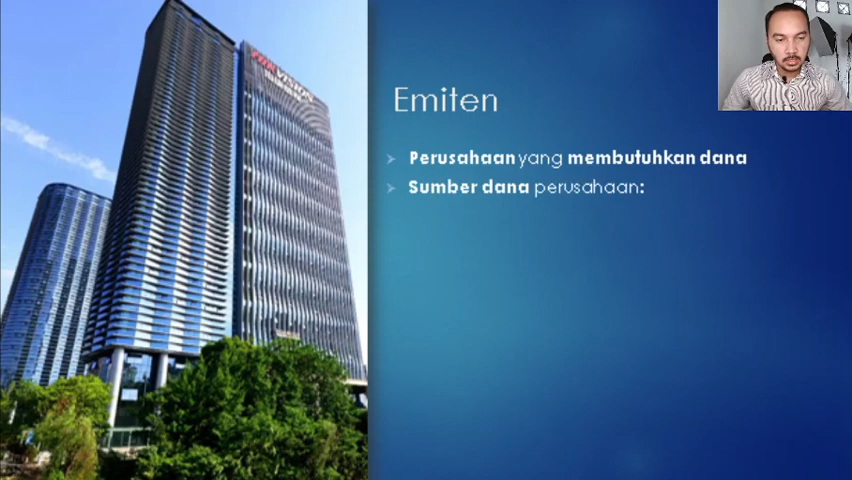 Emiten
Perusahaan yang membutuhkan dana
Sumber dana perusahaan: